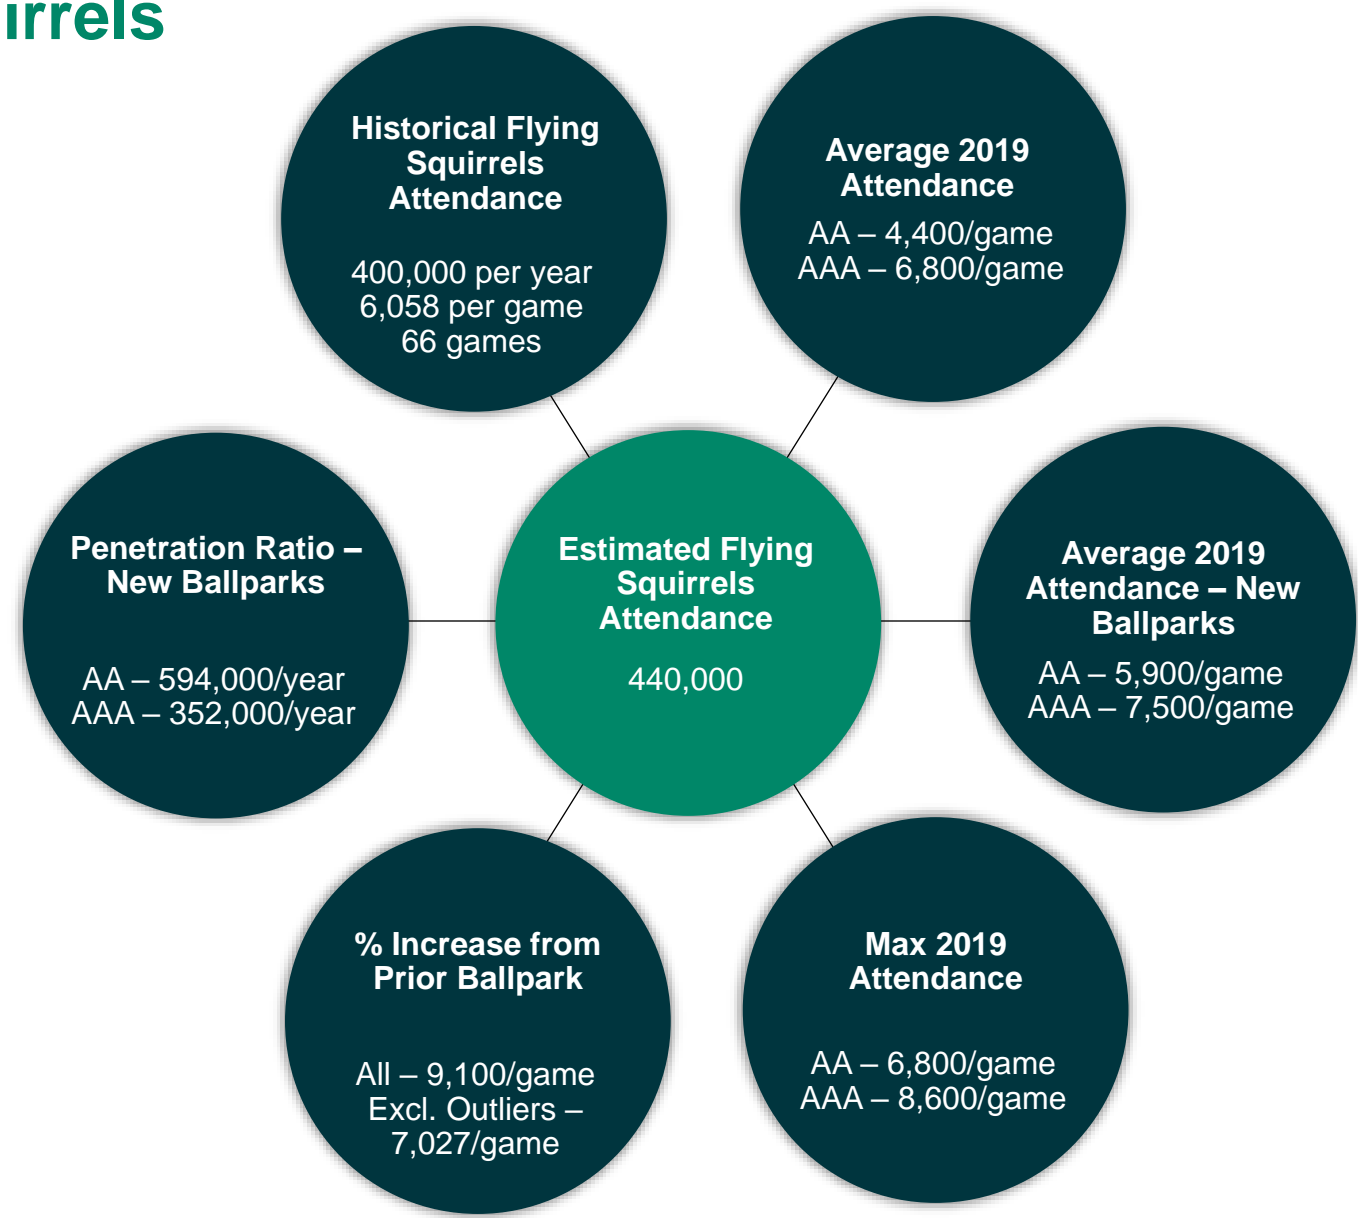 irrels
Historical Flying
Squirrels
Attendance
400,000 per year
6,058 per game
66 games
Average 2019
Attendance
AA – 4,400/game
AAA – 6,800/game
Penetration Ratio –
New Ballparks
AA – 594,000/year
AAA – 352,000/year
Estimated Flying
Squirrels
Attendance
440,000
Average 2019
Attendance – New
Ballparks
AA – 5,900/game
AAA – 7,500/game
% Increase from
Prior Ballpark
All – 9,100/game
Excl. Outliers –
7,027/game
Max 2019
Attendance
AA – 6,800/game
AAA – 8,600/game